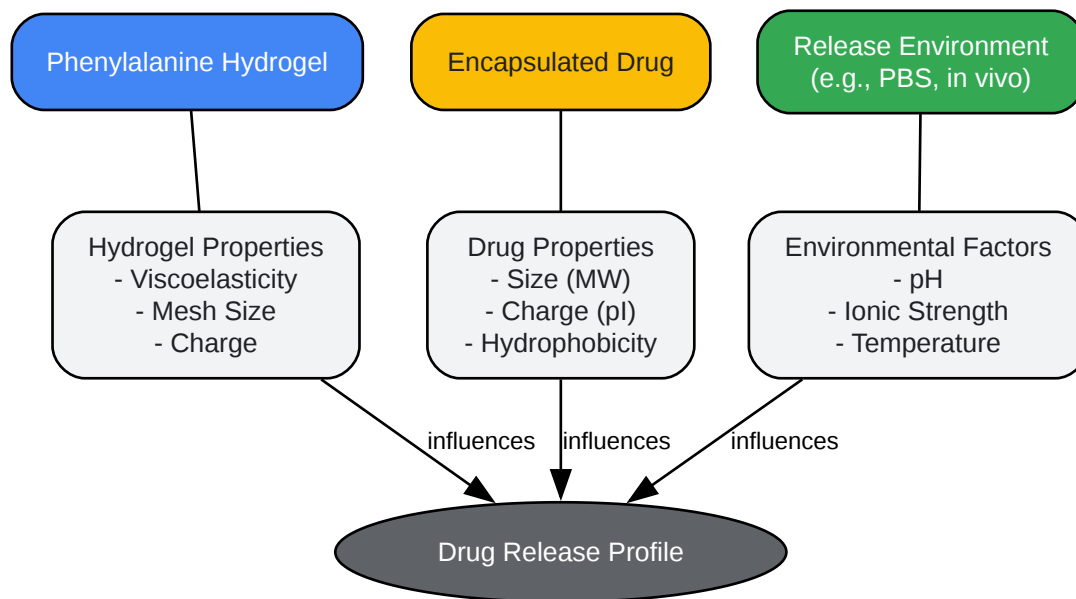 Phenylalanine Hydrogel
Encapsulated Drug
Release Environment
(e.g., PBS, in vivo)
Hydrogel Properties
- Viscoelasticity
- Mesh Size
- Charge
Drug Properties
- Size (MW)
- Charge (pI)
- Hydrophobicity
Environmental Factors
- pH
- Ionic Strength
- Temperature
influences
influences
influences
Drug Release Profile